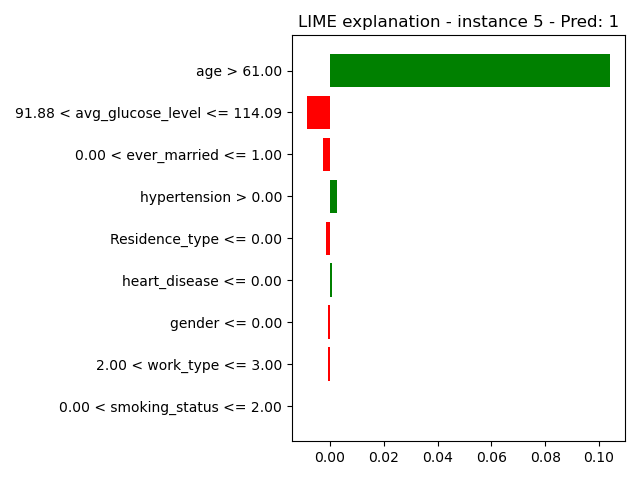 LIME explanation - instance 5 - Pred: 1
age > 61.00
91.88 < avg_glucose_level <= 114.09
0.00 < ever_married <= 1.00
hypertension > 0.00
Residence_type <= 0.00
heart_disease <= 0.00
gender <= 0.00
2.00 < work_type <= 3.00
0.00 < smoking_status <= 2.00
0.00 0.02 0.04 0.06 0.08 0.10